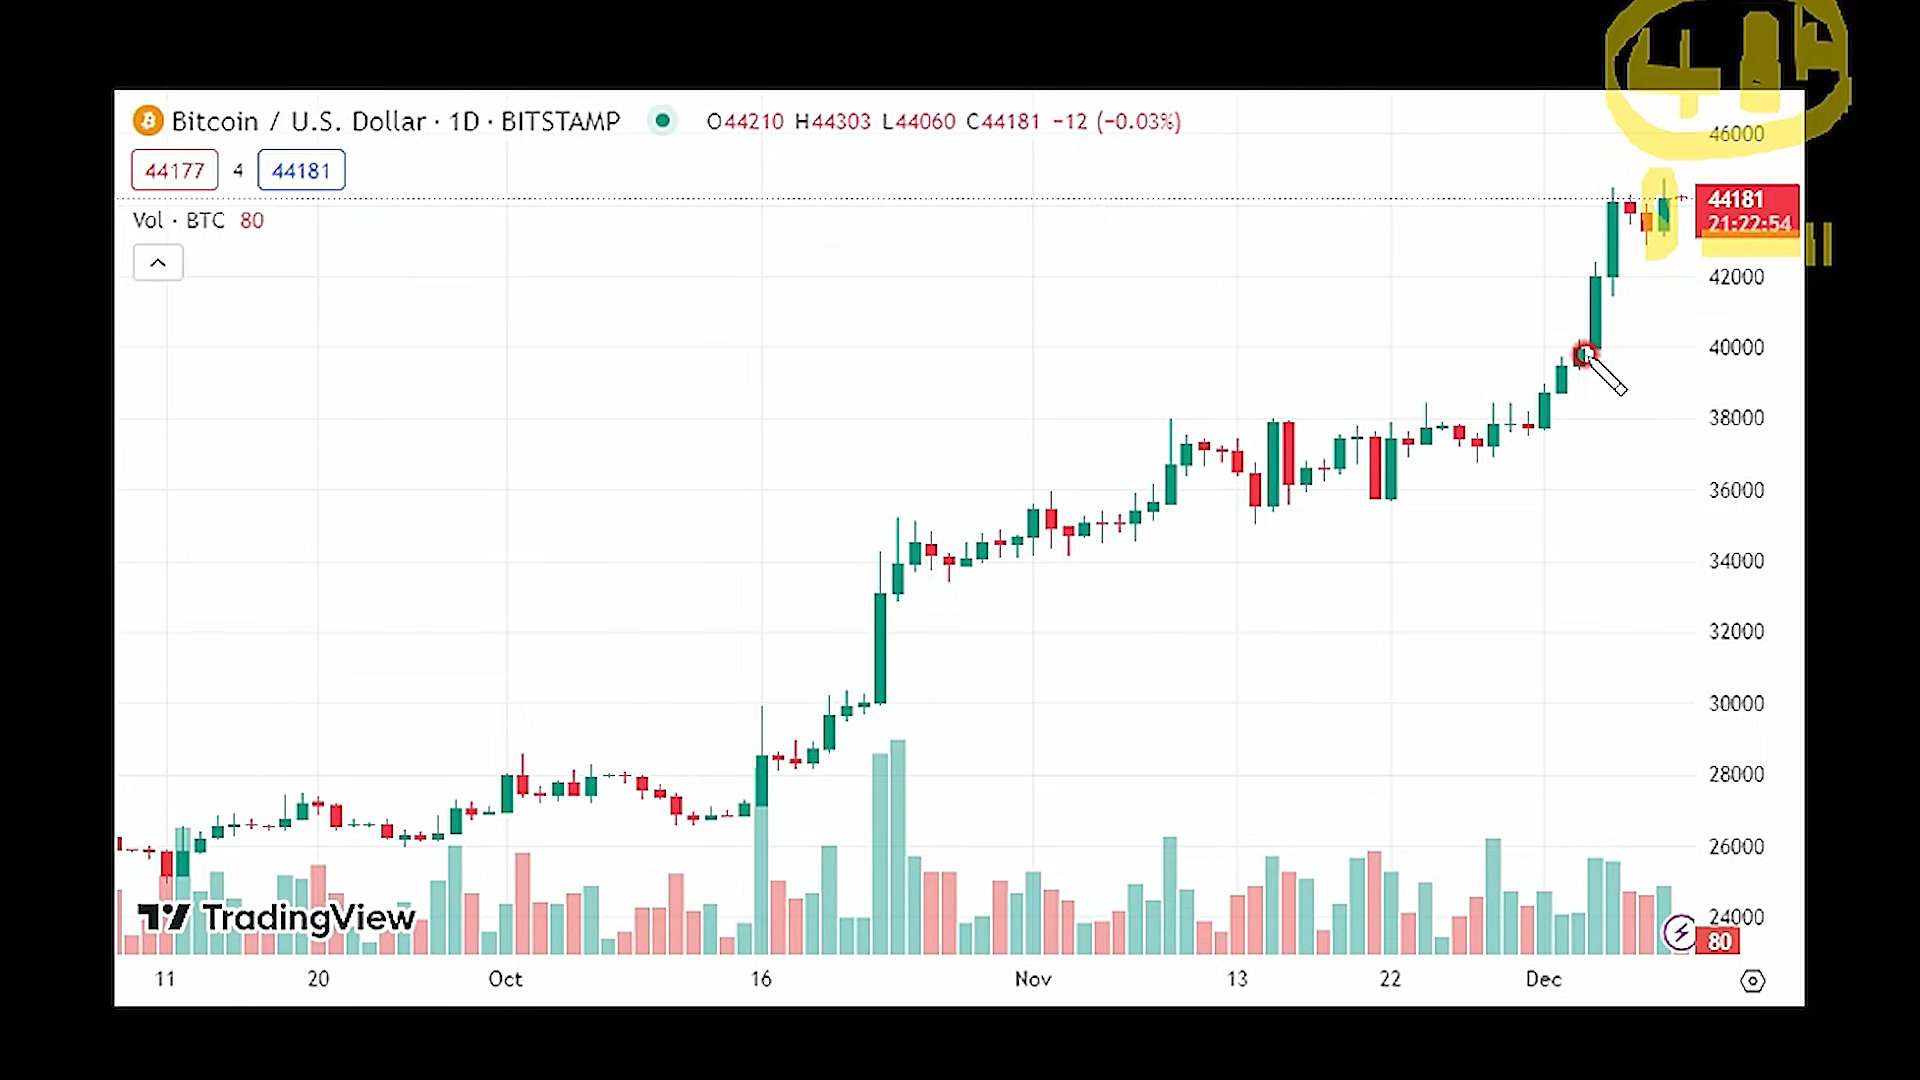 Bitcoin / U.S. Dollar · 1D · BITSTAMP O44210 H44303 L44060 C44181 −12 (−0.03%)
46000
44177 4 44181
44181
21:22:54
Vol · BTC 80
42000
40000
38000
36000
34000
32000
30000
28000
26000
24000
TradingView
80
11 20 Oct 16 Nov 13 22 Dec